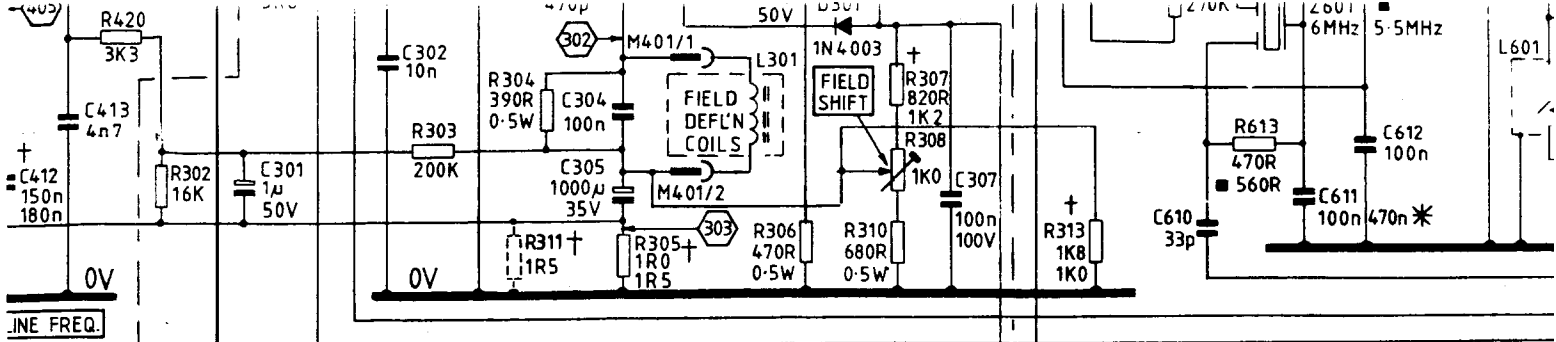 405
R420
3K3
C413
4n7
†
C412
150n
180n
R302
16K
C301
1µ
50V
0V
LINE FREQ.
C302
10n
R303
200K
0V
470µ
302
M401/1
R304
390R
0·5W
C304
100n
C305
1000µ
35V
L301
FIELD
DEFL'N
COILS
M401/2
303
R311 †
1R5
R305 †
1R0
1R5
50V
D301
1N4003
FIELD
SHIFT
†
R307
820R
1K2
R308
1K0
C307
100n
100V
R306
470R
0·5W
R310
680R
0·5W
†
R313
1K8
1K0
270K
Z601
6MHz
■
5·5MHz
L601
R613
470R
■ 560R
C612
100n
C610
33p
C611
100n 470n ✳